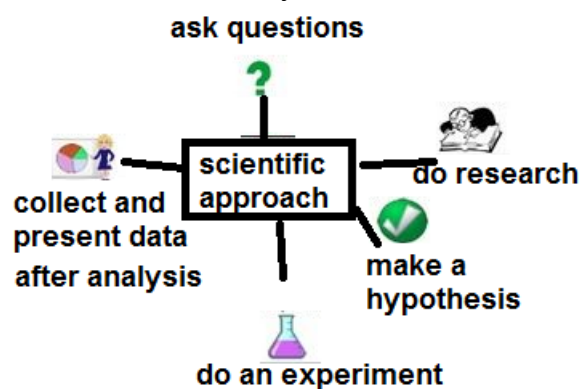 ask questions
?
scientific
approach
do research
make a
hypothesis
do an experiment
collect and
present data
after analysis